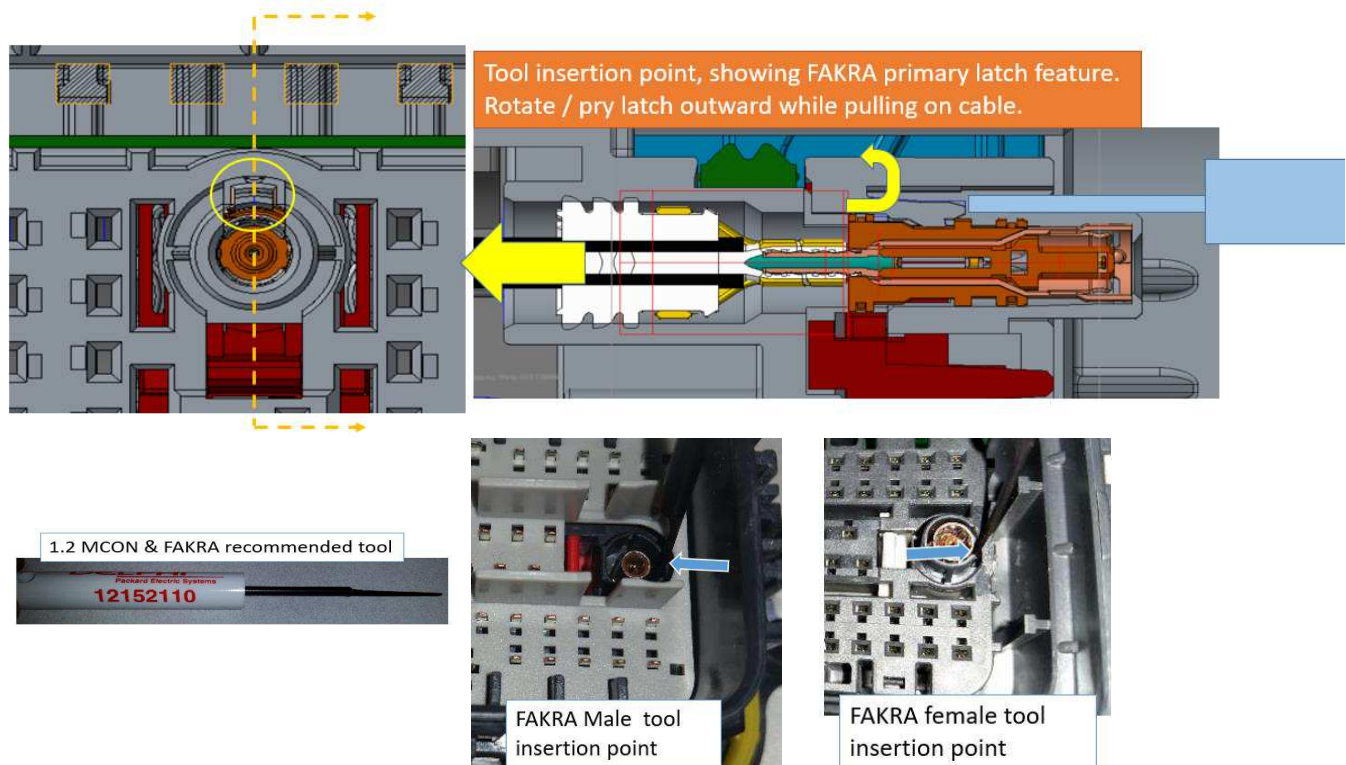 Tool insertion point, showing FAKRA primary latch feature.
Rotate / pry latch outward while pulling on cable.
1.2 MCON & FAKRA recommended tool
Packard Electric Systems
12152110
FAKRA Male tool
insertion point
FAKRA female tool
insertion point